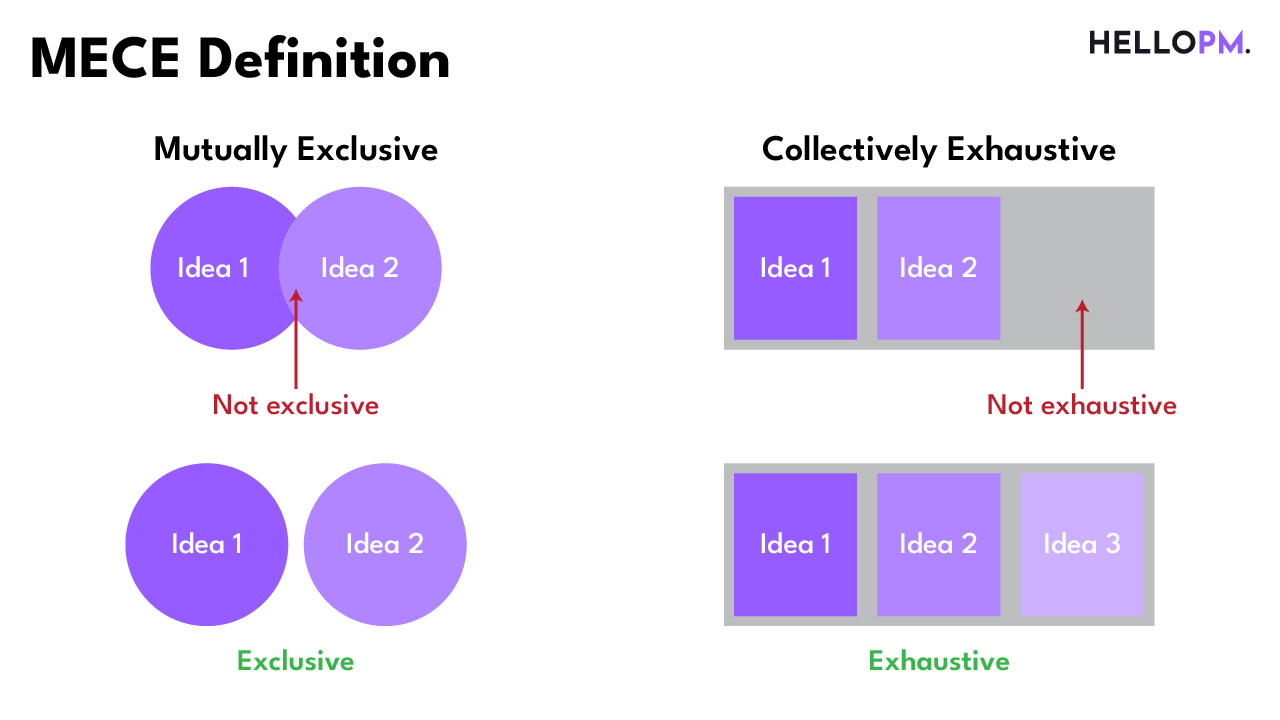 MECE Definition
HELLOPM.
Mutually Exclusive
Idea 1
Idea 2
Not exclusive
Idea 1
Idea 2
Exclusive
Collectively Exhaustive
Idea 1
Idea 2
Not exhaustive
Idea 1
Idea 2
Idea 3
Exhaustive